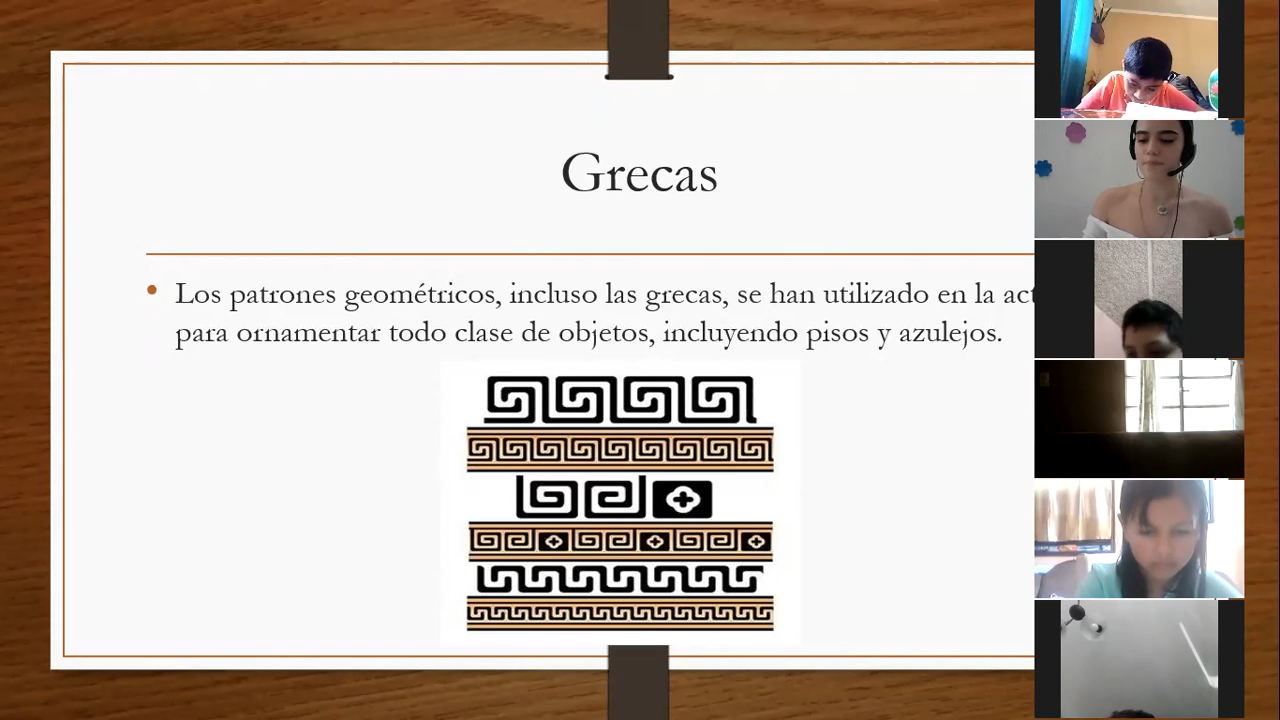 Grecas
• Los patrones geométricos, incluso las grecas, se han utilizado en la
para ornamentar todo clase de objetos, incluyendo pisos y azulejos.